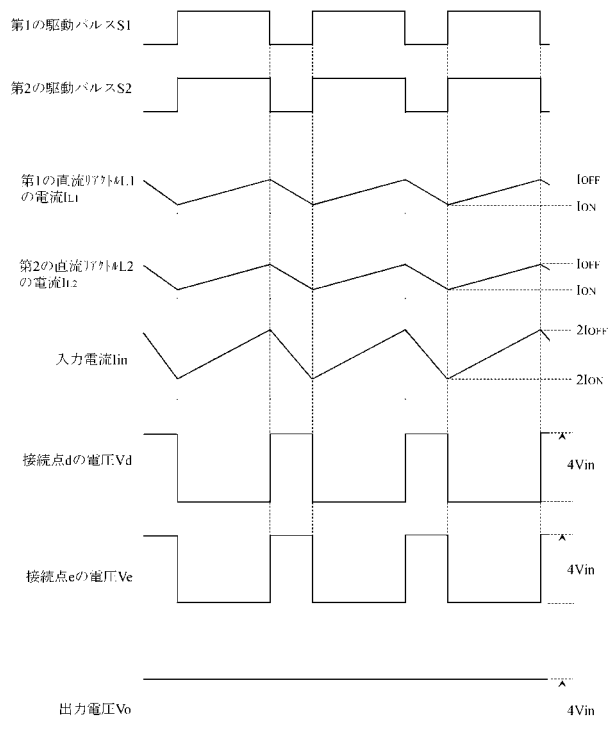 第1の駆動パルスS1
第2の駆動パルスS2
第1の直流リアクトルL1
の電流IL1
IOFF
ION
第2の直流リアクトルL2
の電流IL2
IOFF
ION
入力電流Iin
2IOFF
2ION
接続点dの電圧Vd
4Vin
接続点eの電圧Ve
4Vin
出力電圧Vo
4Vin